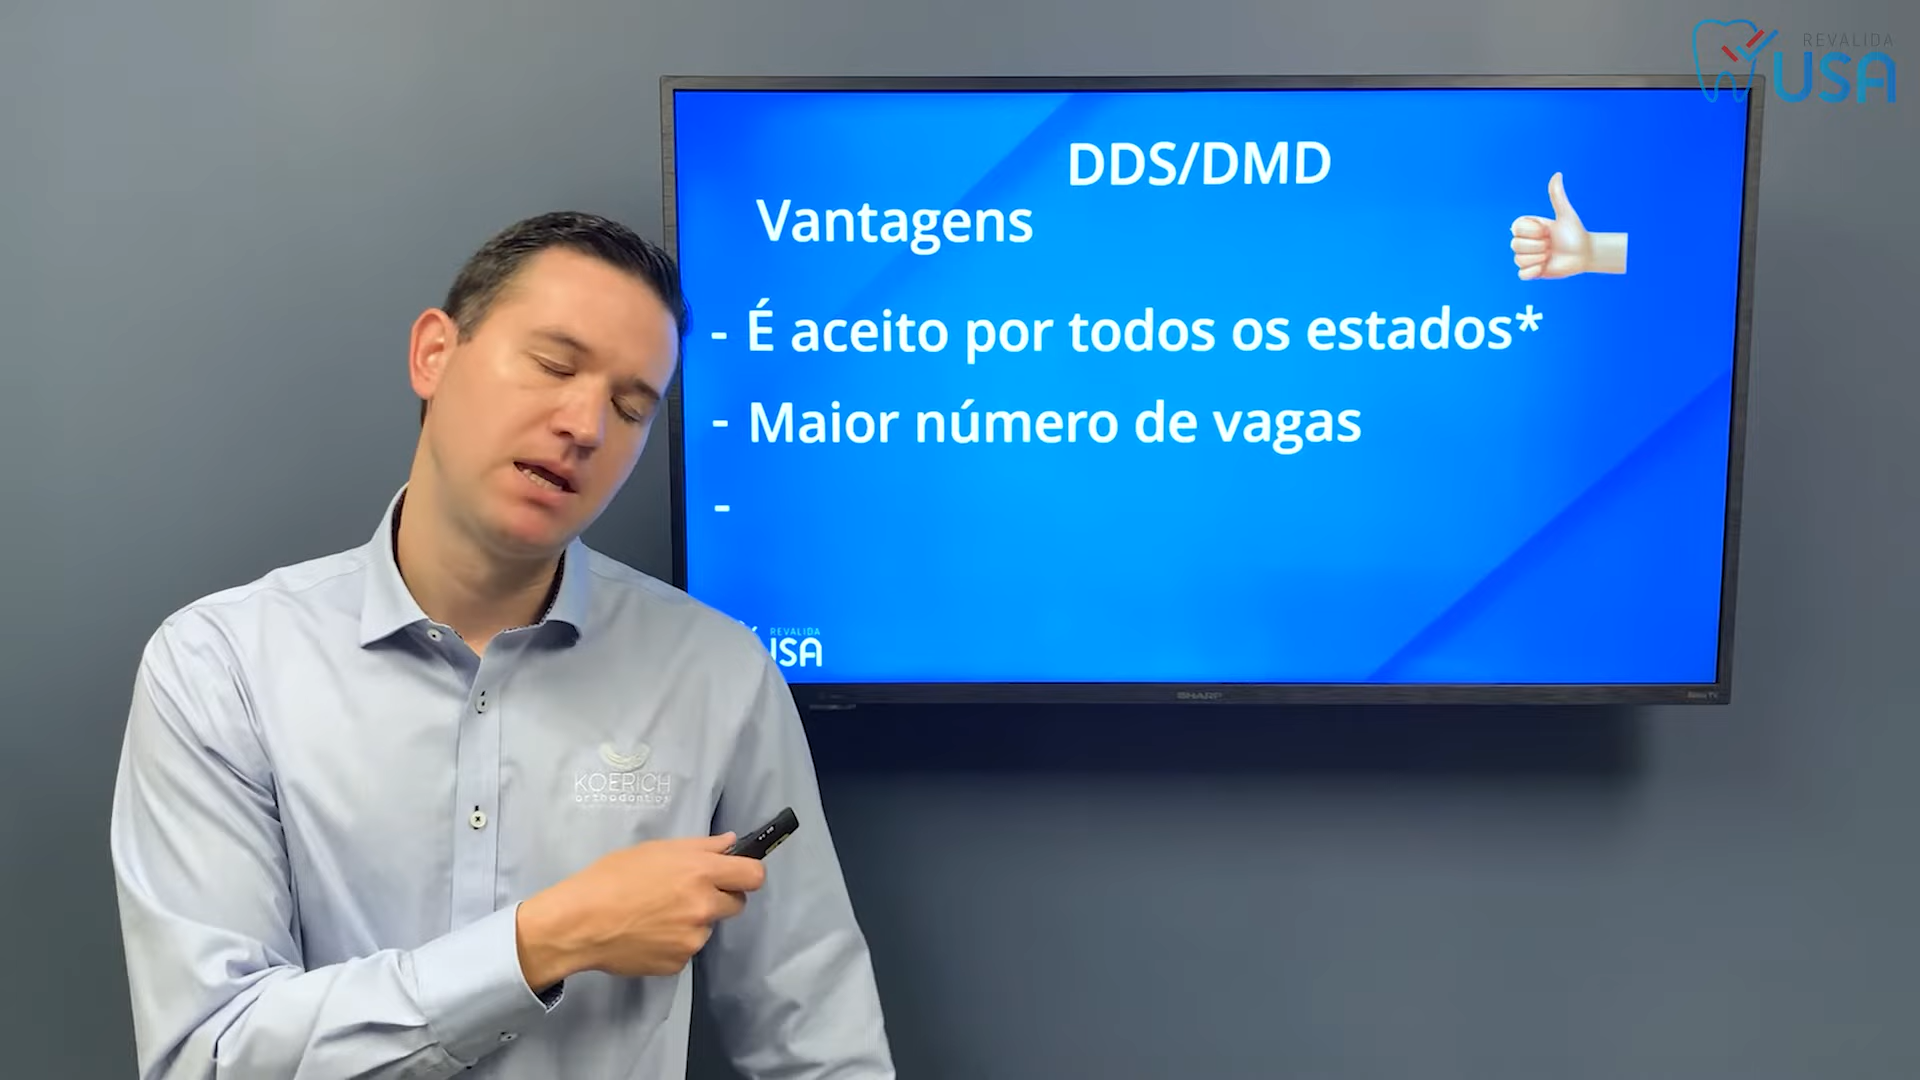 REVALIDA
USA
DDS/DMD
Vantagens
- É aceito por todos os estados*
- Maior número de vagas
-
REVALIDA
USA
SHARP
KOERICH
orthodontics